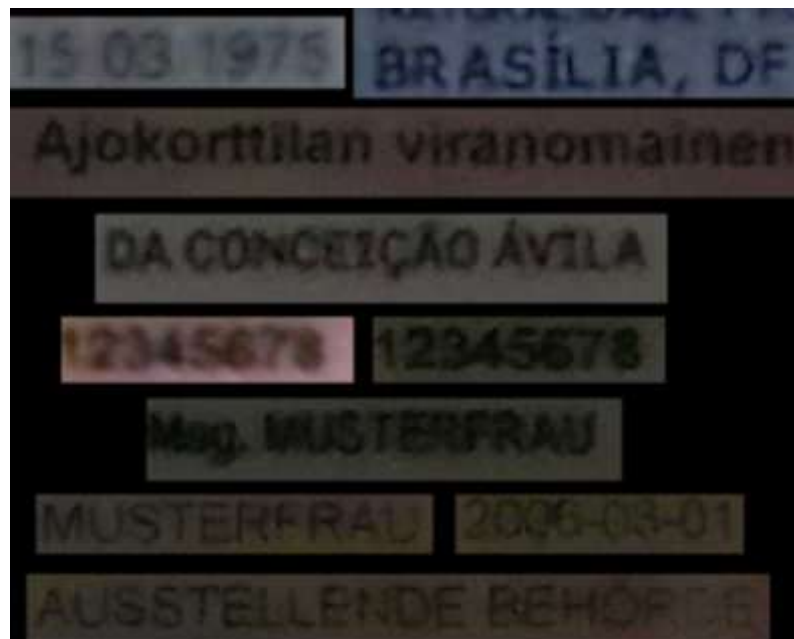 15 03 1975
BRASÍLIA, DF
Ajokorttilan viranomainen
DA CONCEIÇÃO ÁVILA
12345678 12345678
Mag. MUSTERFRAU
MUSTERFRAU 2006-03-01
AUSSTELLENDE BEHÖRDE